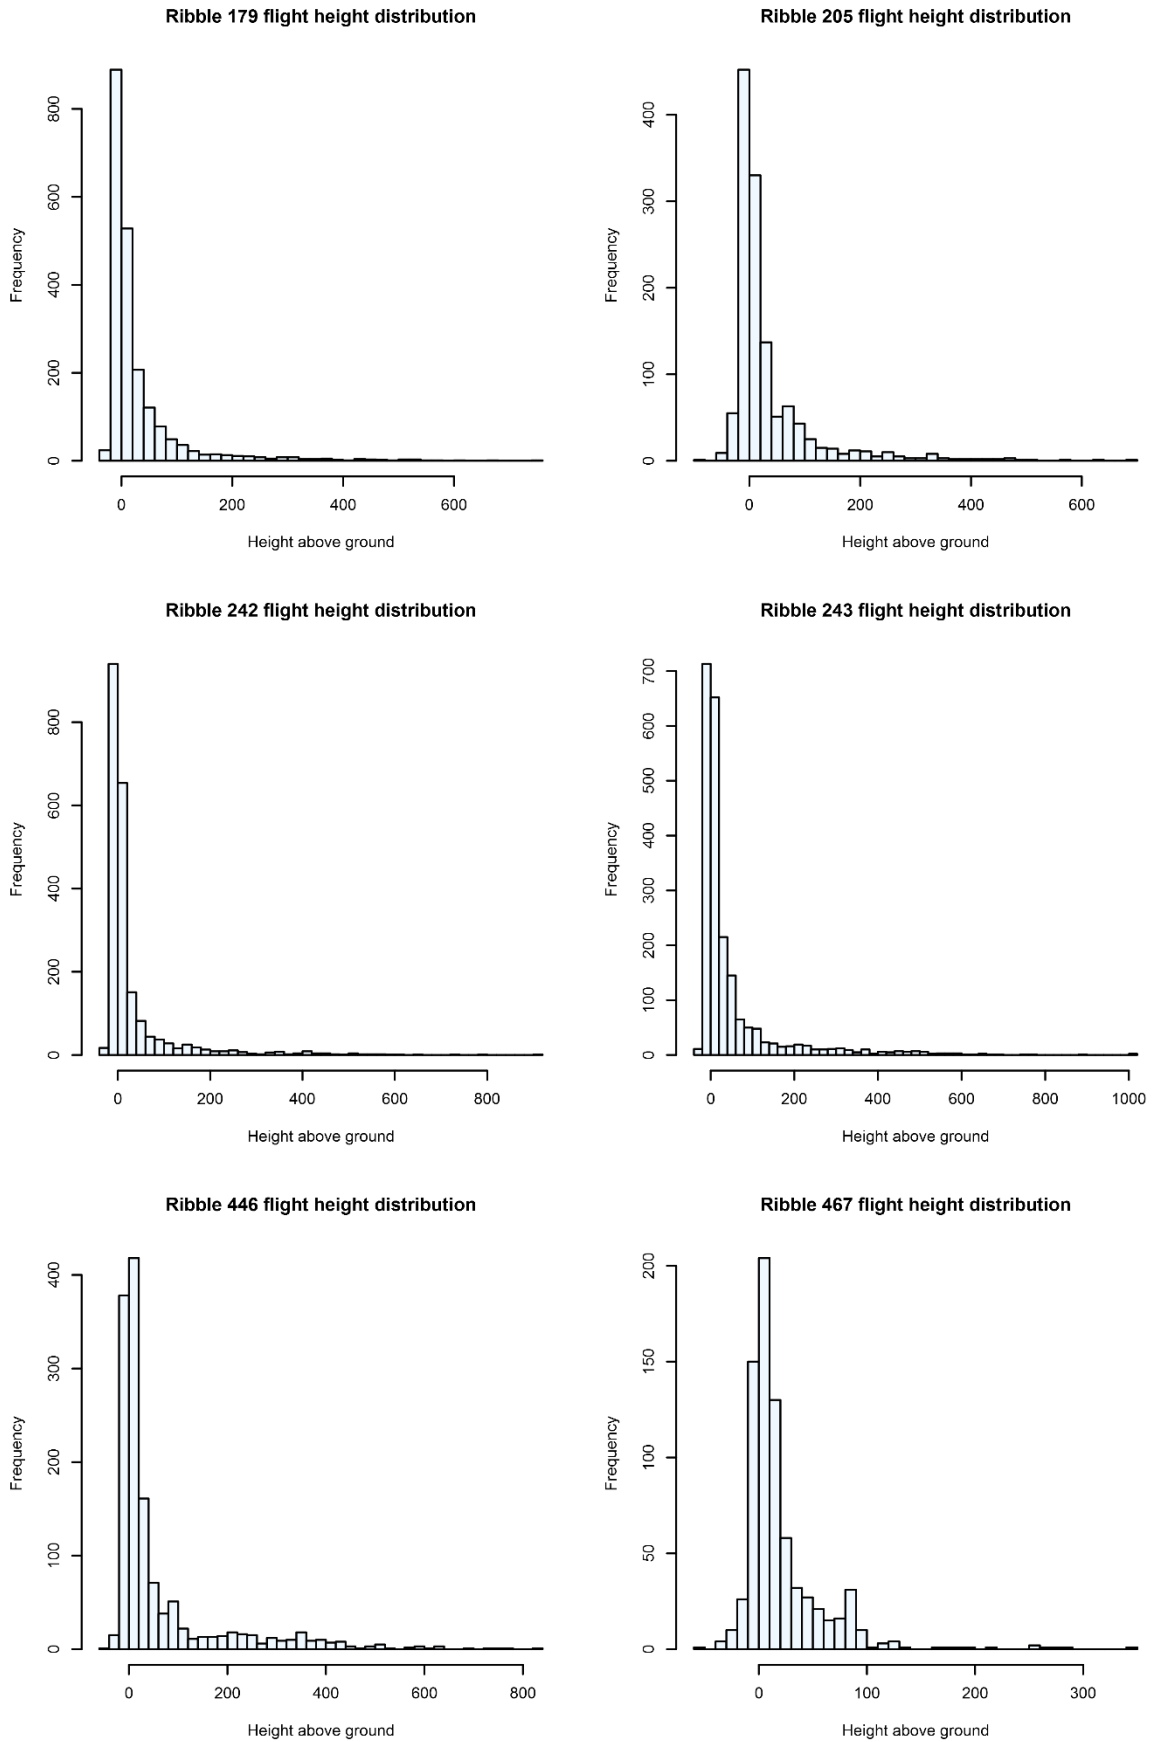 Ribble 179 flight height distribution
Frequency
0 200 400 600 800
0 200 400 600
Height above ground
Ribble 205 flight height distribution
Frequency
0 100 200 300 400
0 200 400 600
Height above ground
Ribble 242 flight height distribution
Frequency
0 200 400 600 800
0 200 400 600 800
Height above ground
Ribble 243 flight height distribution
Frequency
0 100 200 300 400 500 600 700
0 200 400 600 800 1000
Height above ground
Ribble 446 flight height distribution
Frequency
0 100 200 300 400
0 200 400 600 800
Height above ground
Ribble 467 flight height distribution
Frequency
0 50 100 150 200
0 100 200 300
Height above ground